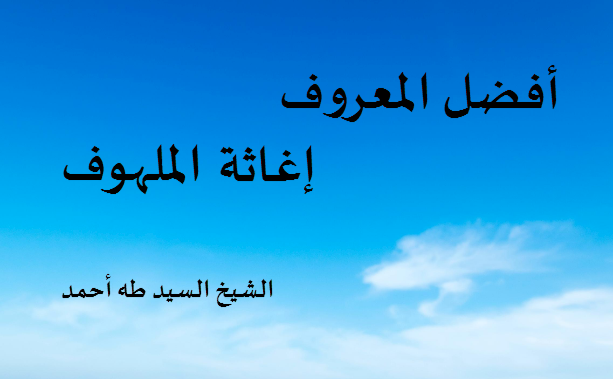 أفضل المعروف
إغاثة الملهوف
الشيخ السيد طه أحمد